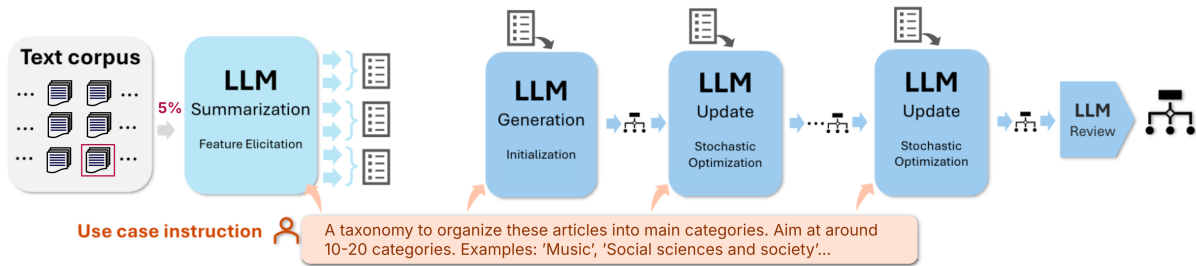 Text corpus
5%
LLM
Summarization
Feature Elicitation
LLM
Generation
Initialization
LLM
Update
Stochastic
Optimization
LLM
Update
Stochastic
Optimization
LLM
Review
Use case instruction
A taxonomy to organize these articles into main categories. Aim at around
10-20 categories. Examples: ’Music’, ’Social sciences and society’...